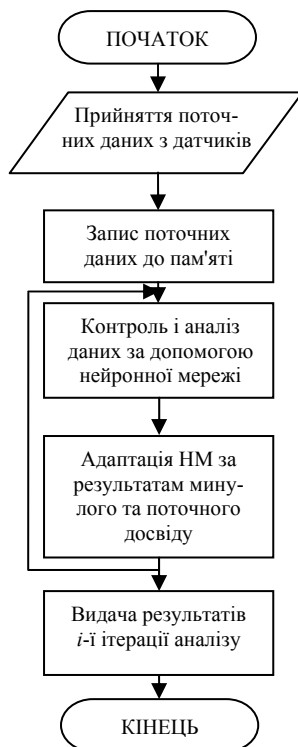 ПОЧАТОК
Прийняття поточ-
них даних з датчиків
Запис поточних
даних до пам'яті
Контроль і аналіз
даних за допомогою
нейронної мережі
Адаптація НМ за
результатам мину-
лого та поточного
досвіду
Видача результатів
і-ї ітерації аналізу
КІНЕЦЬ